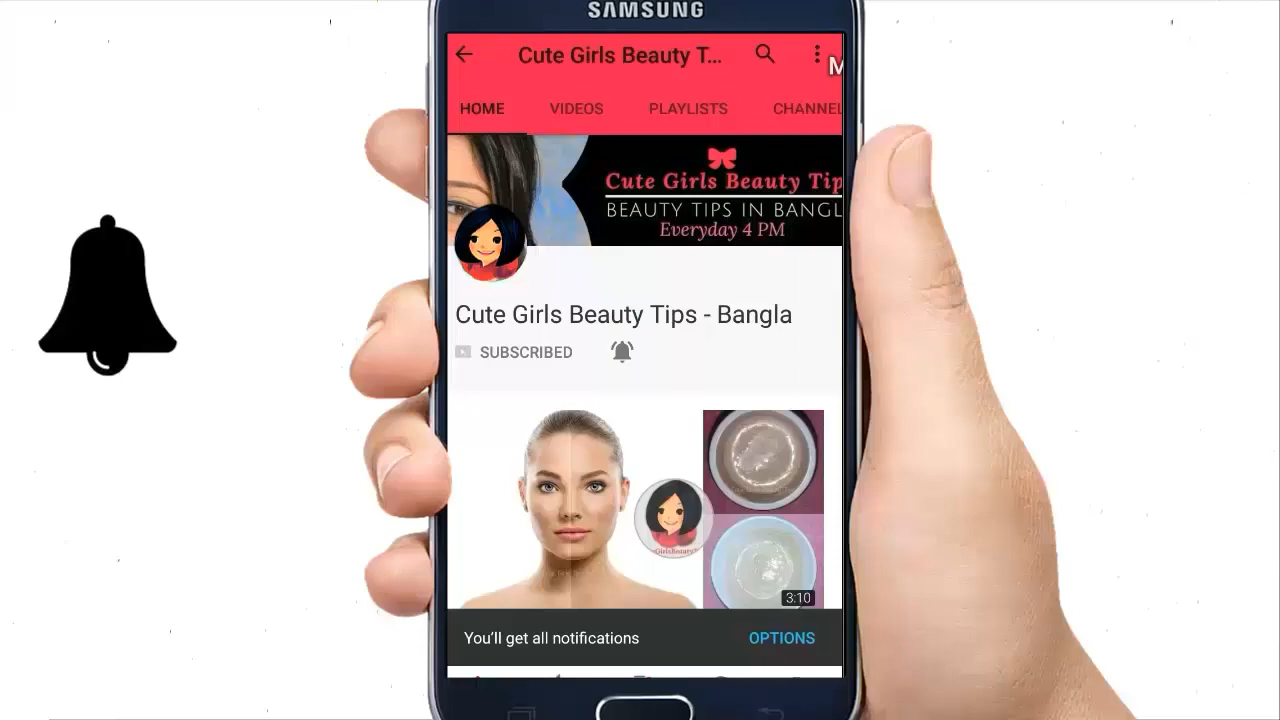 SAMSUNG
Cute Girls Beauty T...
M
HOME VIDEOS PLAYLISTS CHANNEL
Cute Girls Beauty Tip
BEAUTY TIPS IN BANGL
Everyday 4 PM
Cute Girls Beauty Tips - Bangla
SUBSCRIBED
3:10
You'll get all notifications OPTIONS